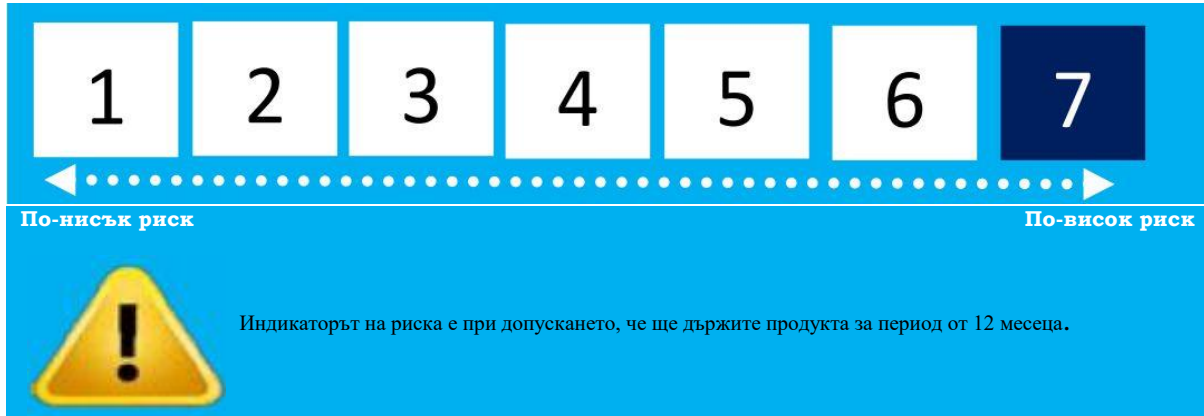 1 2 3 4 5 6 7
По-нисък риск По-висок риск
!
Индикаторът на риска е при допускането, че ще държите продукта за период от 12 месеца.